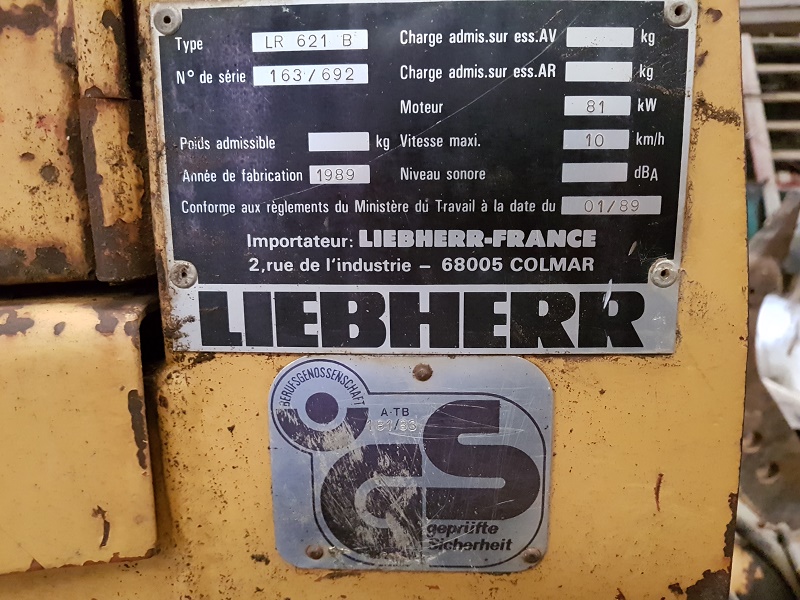 Type LR 621 B Charge admis.sur ess.AV kg
N° de série 163/692 Charge admis.sur ess.AR kg
Moteur 81 kW
Poids admissible kg Vitesse maxi. 10 km/h
Année de fabrication 1989 Niveau sonore dBA
Conforme aux règlements du Ministère du Travail à la date du 01/89
Importateur: LIEBHERR-FRANCE
2,rue de l'industrie – 68005 COLMAR
LIEBHERR
BERUFSGENOSSENSCHAFT
A-TB
GS
geprüfte
Sicherheit